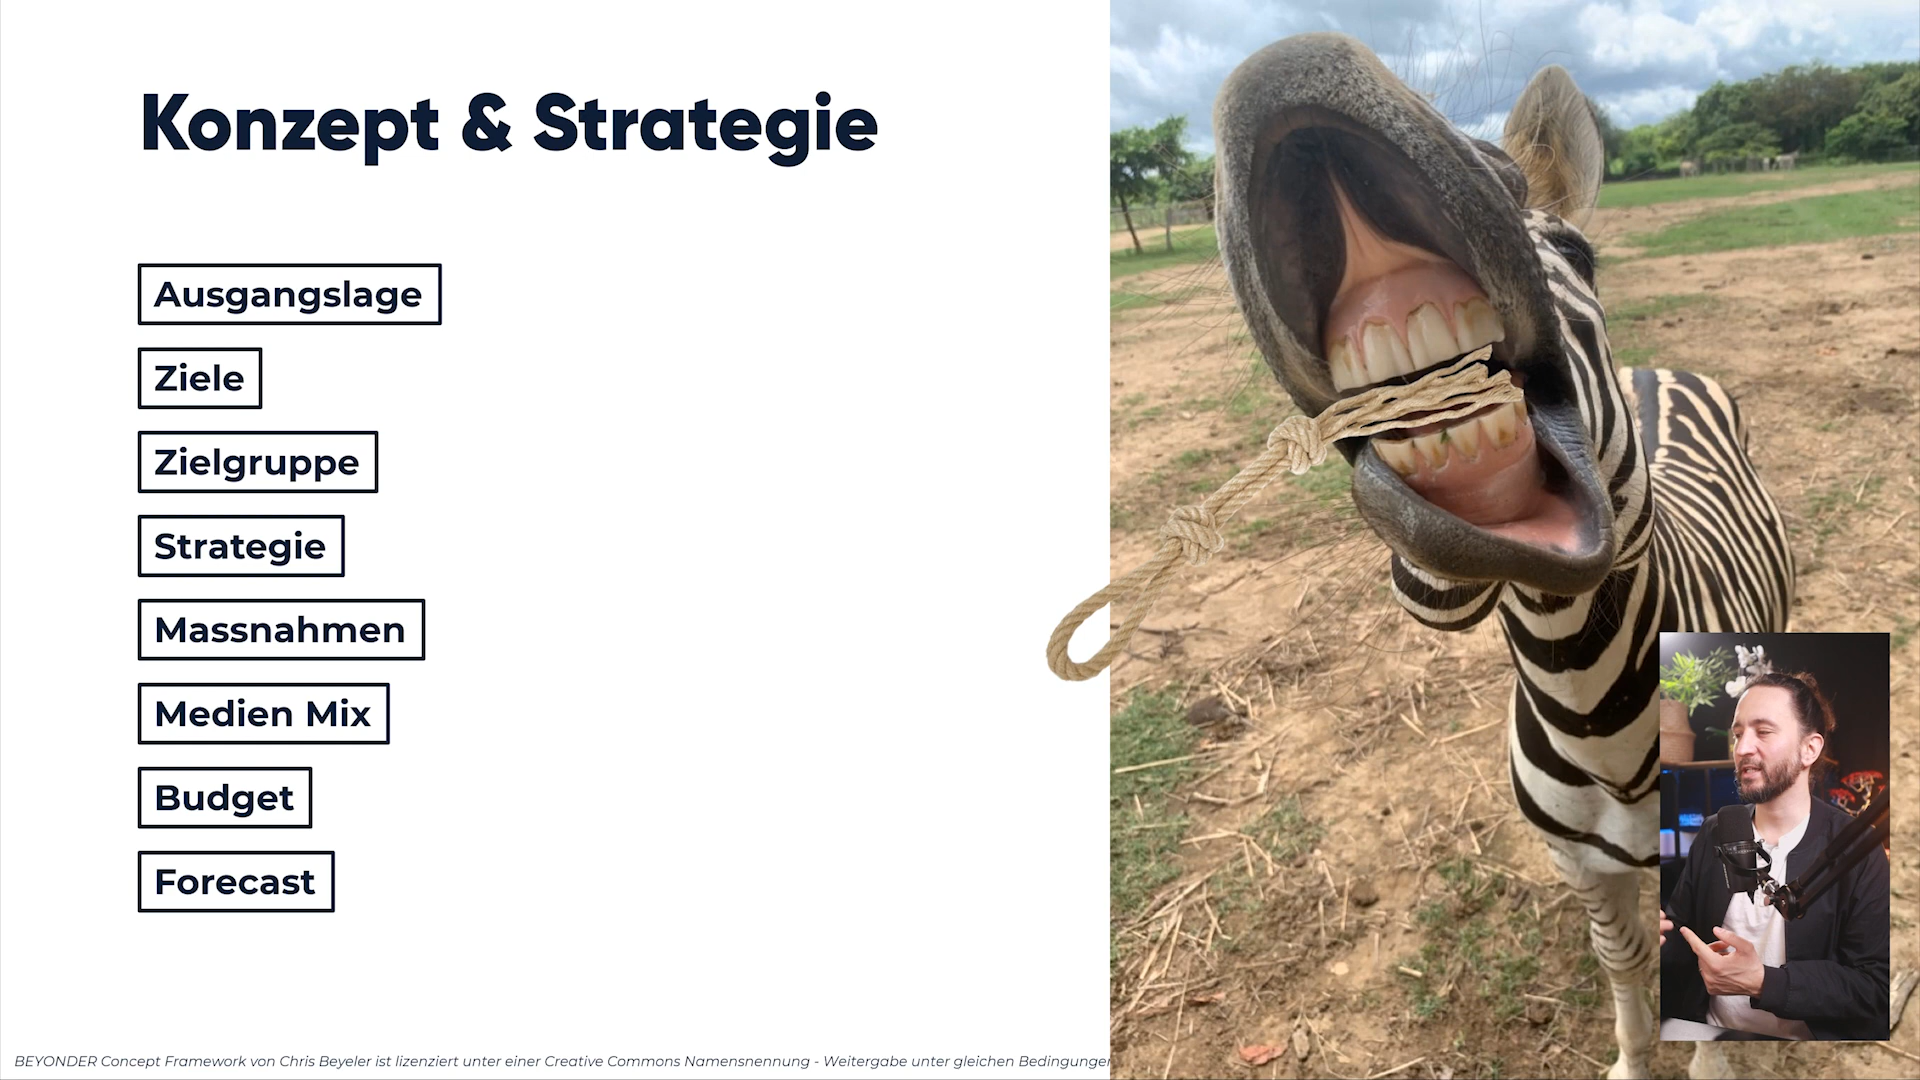 Konzept & Strategie
Ausgangslage
Ziele
Zielgruppe
Strategie
Massnahmen
Medien Mix
Budget
Forecast
BEYONDER Concept Framework von Chris Beyeler ist lizenziert unter einer Creative Commons Namensnennung - Weitergabe unter gleichen Bedingungen